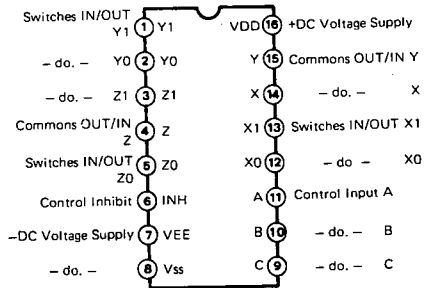 Switches IN/OUT Y1 1 Y1
– do. – Y0 2 Y0
– do. – Z1 3 Z1
Commons OUT/IN Z 4 Z
Switches IN/OUT Z0 5 Z0
Control Inhibit 6 INH
–DC Voltage Supply 7 VEE
– do. – 8 Vss
VDD 16 +DC Voltage Supply
Y 15 Commons OUT/IN Y
X 14 – do. – X
X1 13 Switches IN/OUT X1
X0 12 – do – X0
A 11 Control Input A
B 10 – do. – B
C 9 – do. – C